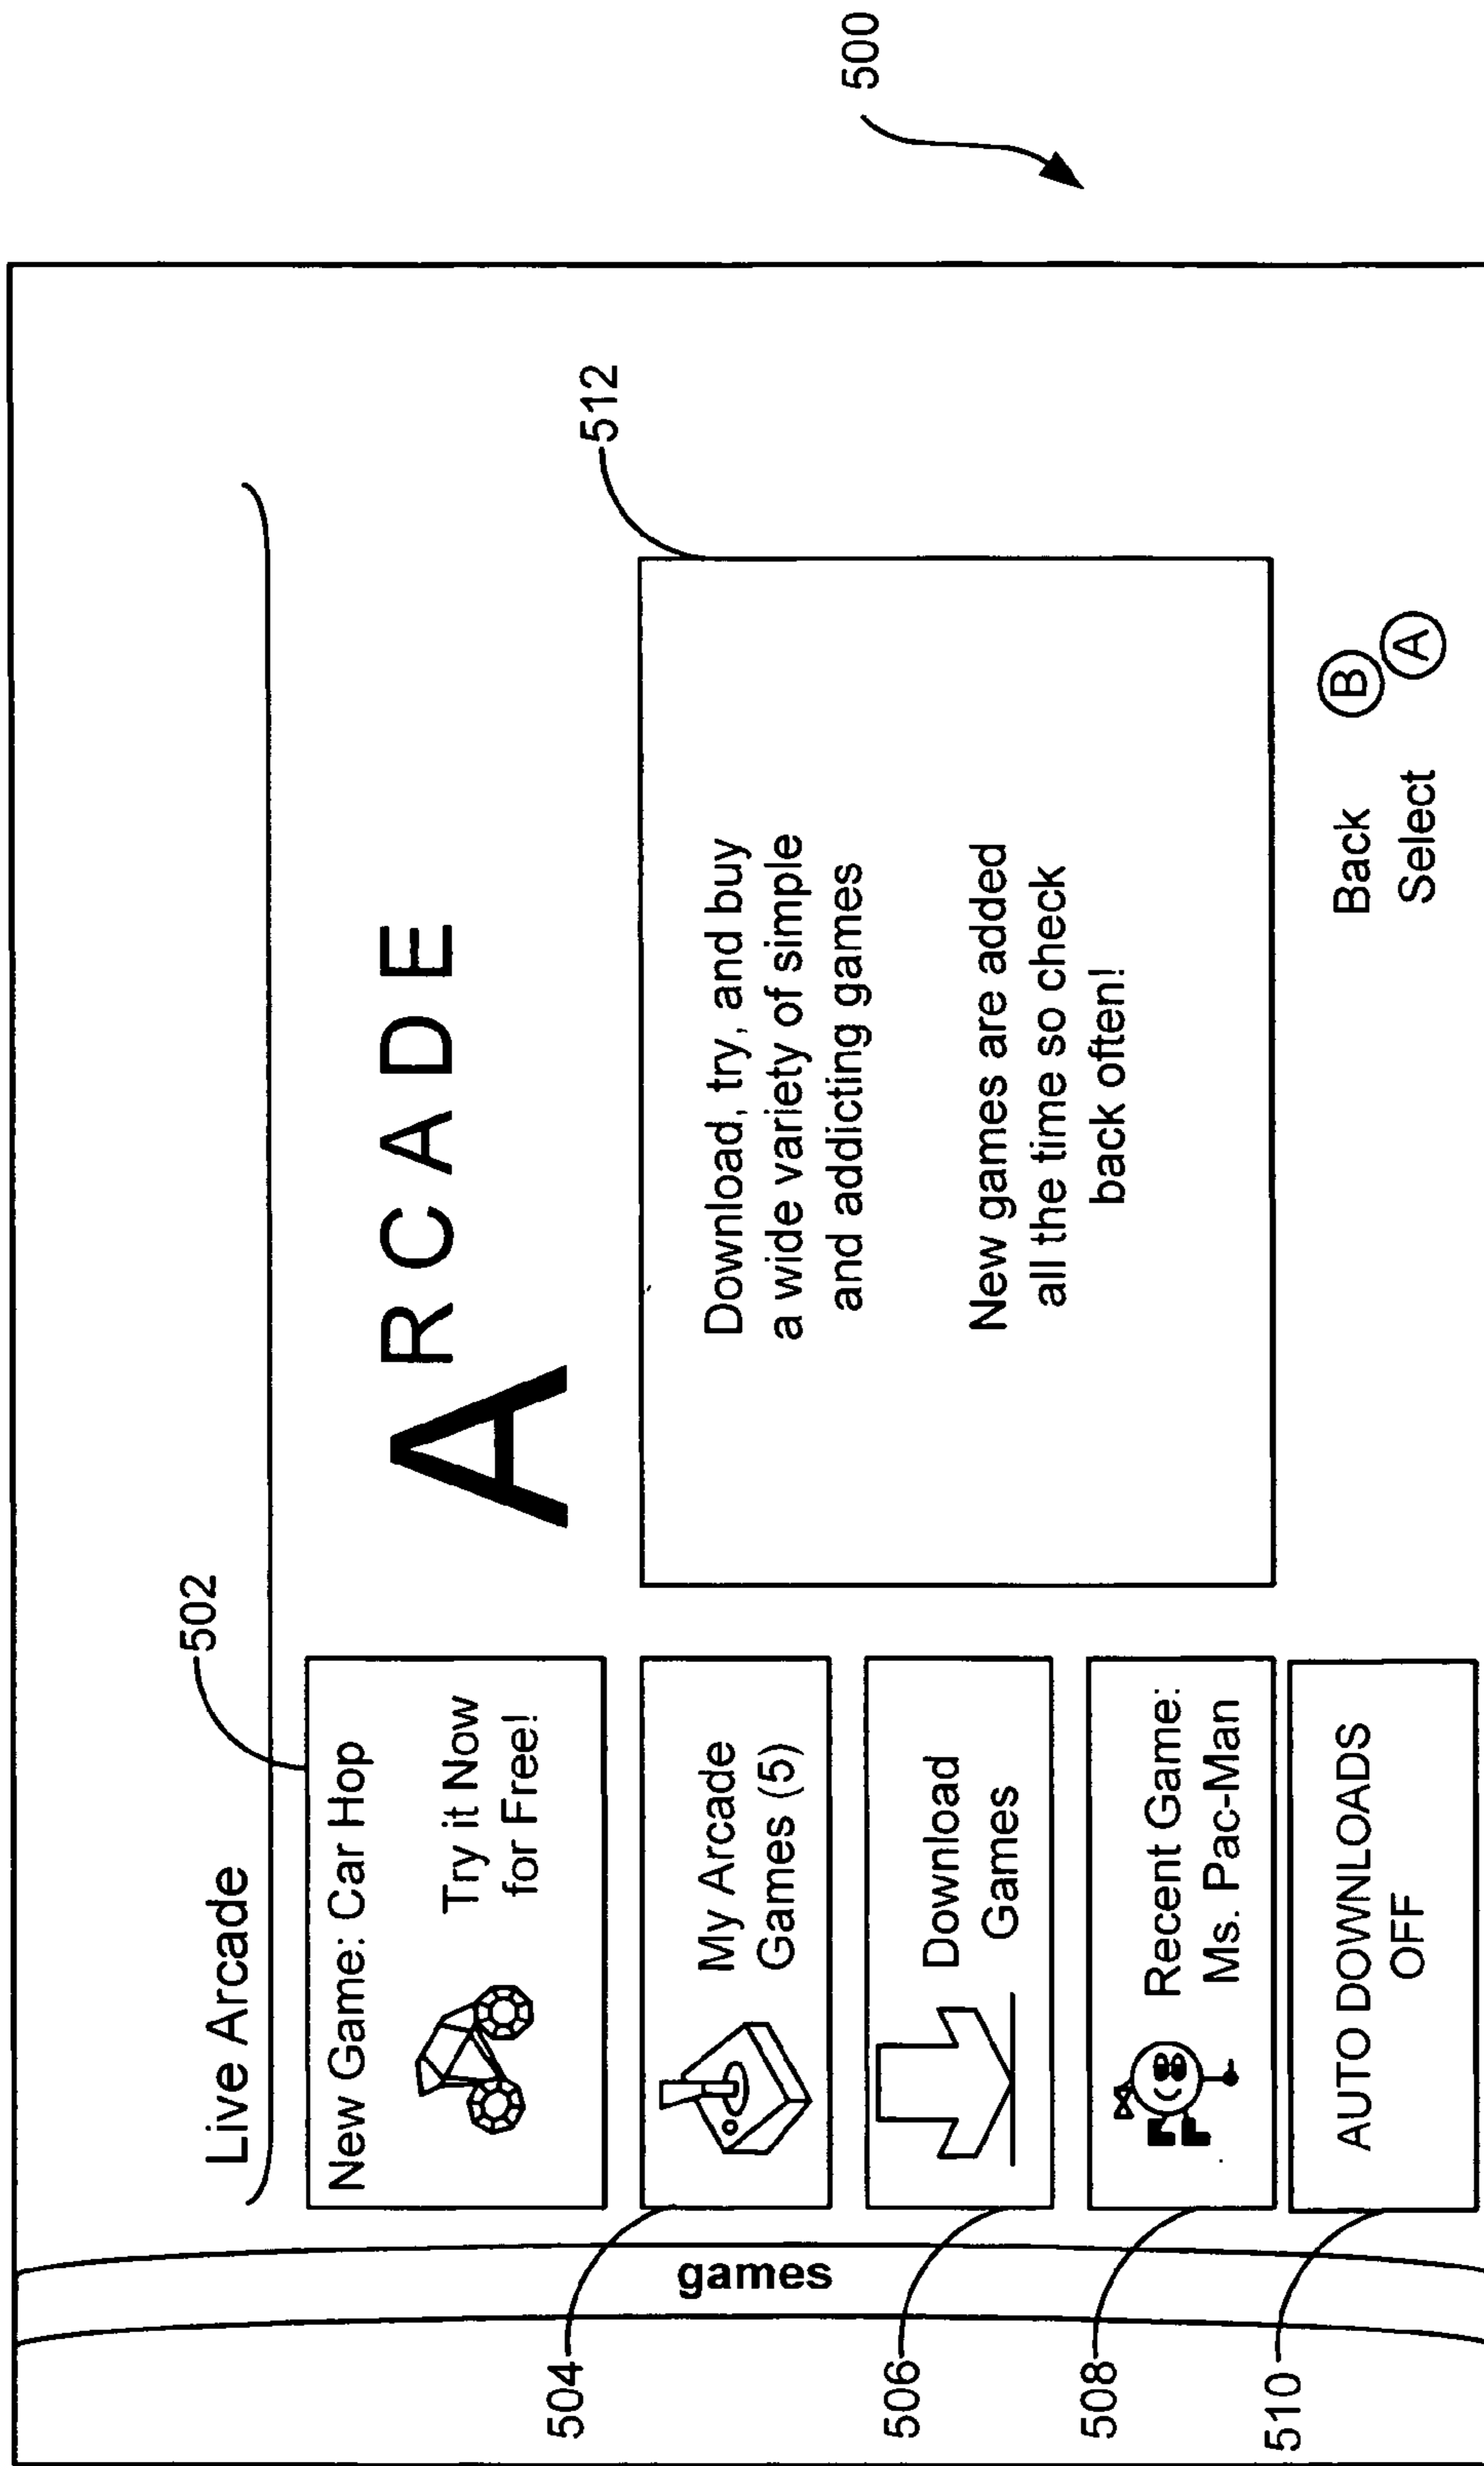 500
Live Arcade
502
New Game: Car Hop
Try it Now
for Free!
ARCADE
504
My Arcade
Games (5)
512
Download, try, and buy
a wide variety of simple
and addicting games
New games are added
all the time so check
back often!
games
506
Download
Games
508
Recent Game:
Ms. Pac-Man
510
AUTO DOWNLOADS
OFF
Back B
Select A